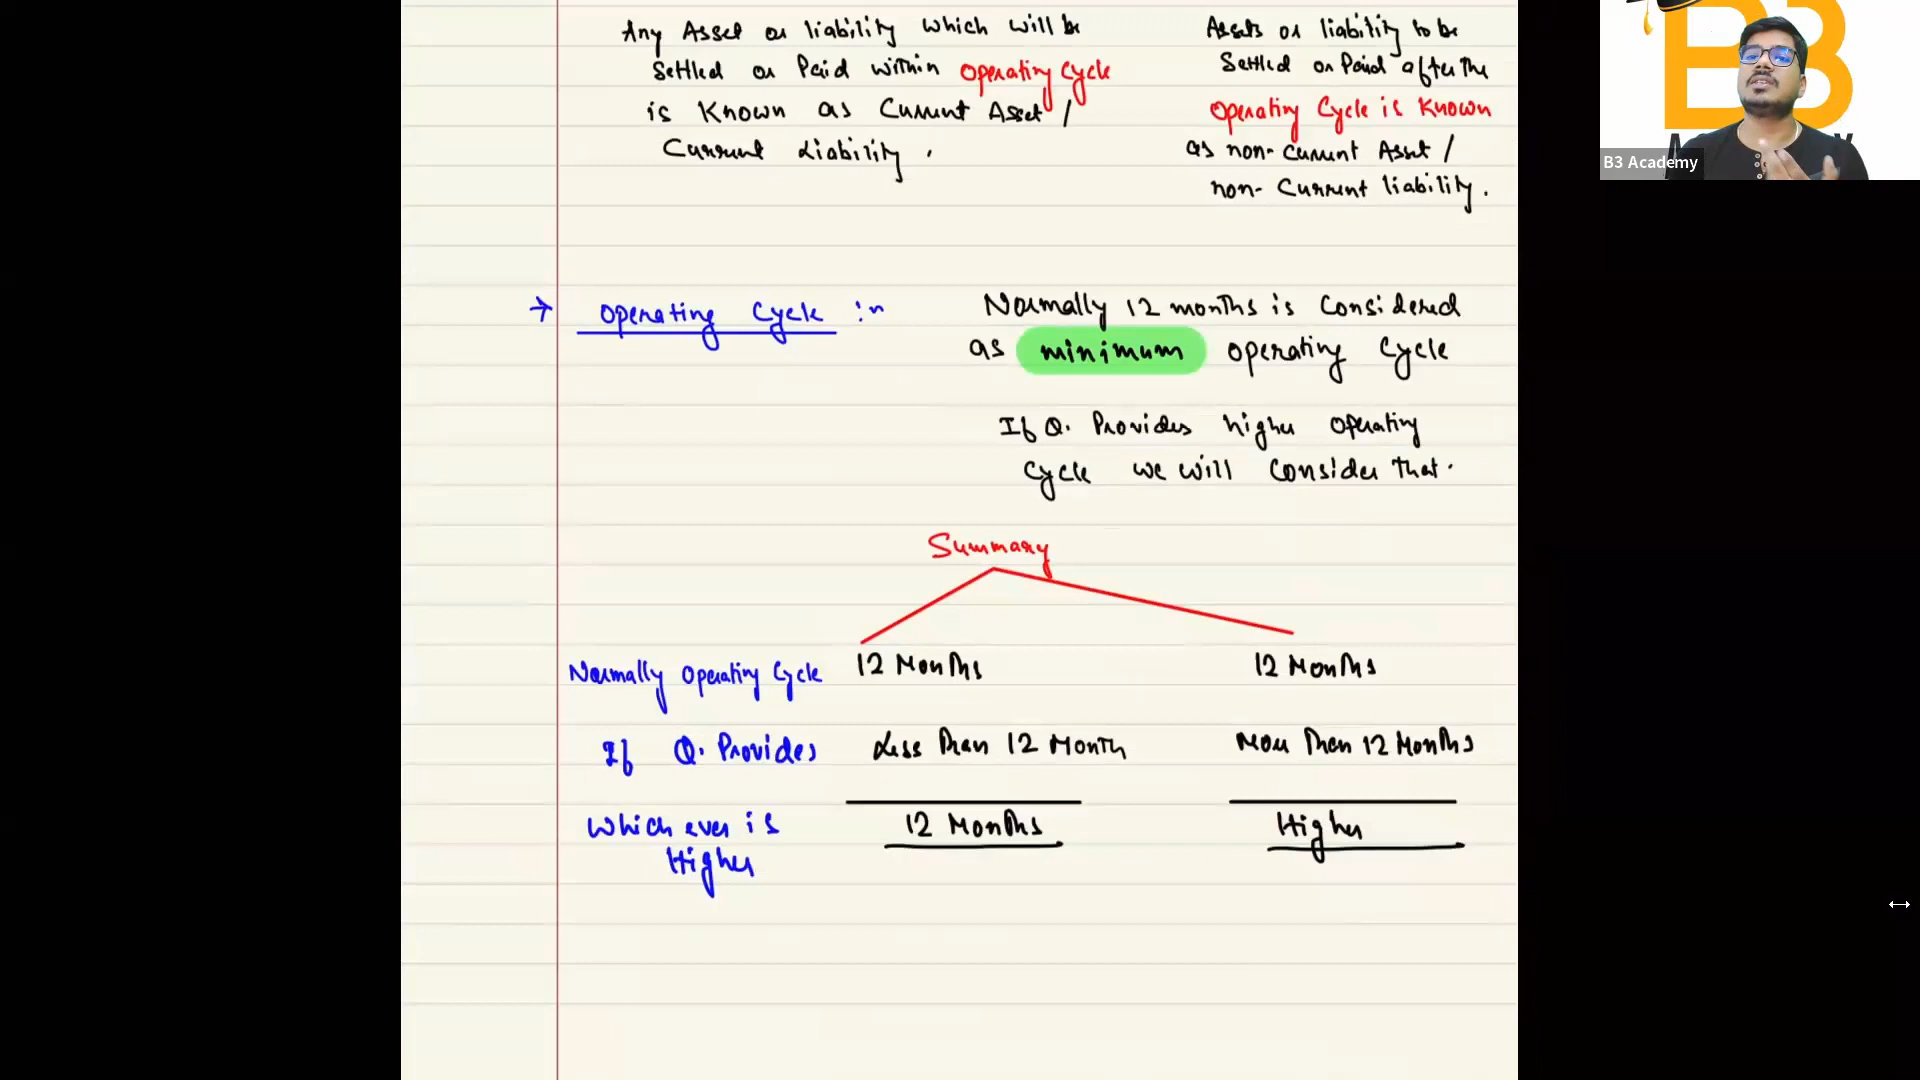 Any Asset or liability which will be
Settled or Paid within Operating Cycle
is Known as Current Asset /
Current Liability.
Assets or liability to be
Settled or Paid after the
Operating Cycle is Known
as non-current Asset /
non-Current liability.
→ Operating Cycle :~
Normally 12 months is Considered
as minimum Operating Cycle
If Q. Provides higher Operating
Cycle we will Consider that.
Summary
Normally Operating Cycle 12 Months 12 Months
If Q. Provides Less than 12 Month More than 12 Months
Which ever is 12 Months Higher
Higher
B3
B3 Academy